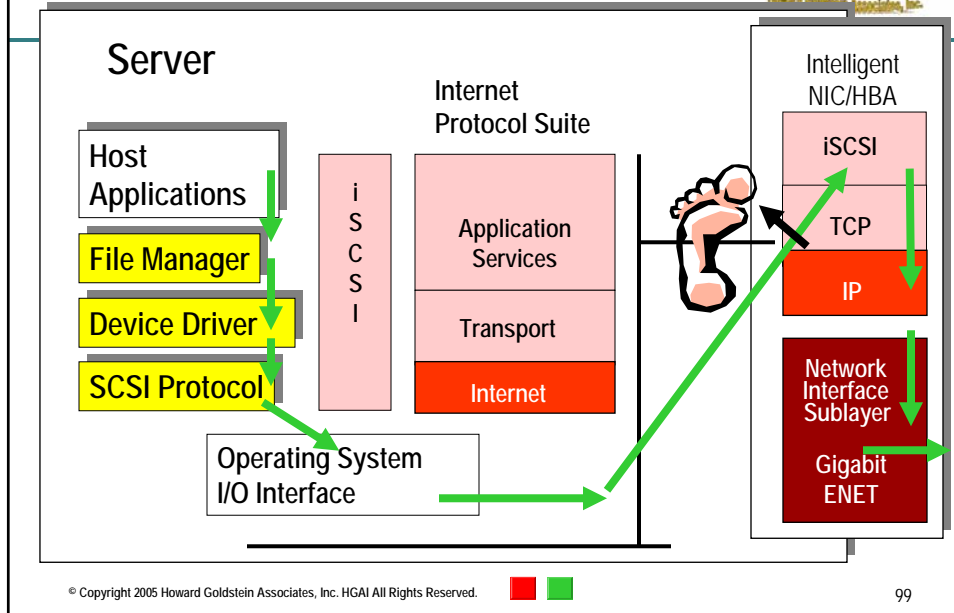 Associates, Inc.
Server
Internet
Protocol Suite
Intelligent
NIC/HBA
Host
Applications
File Manager
Device Driver
SCSI Protocol
i
S
C
S
I
Application
Services
Transport
Internet
iSCSI
TCP
IP
Network
Interface
Sublayer
Gigabit
ENET
Operating System
I/O Interface
© Copyright 2005 Howard Goldstein Associates, Inc. HGAI All Rights Reserved.
99